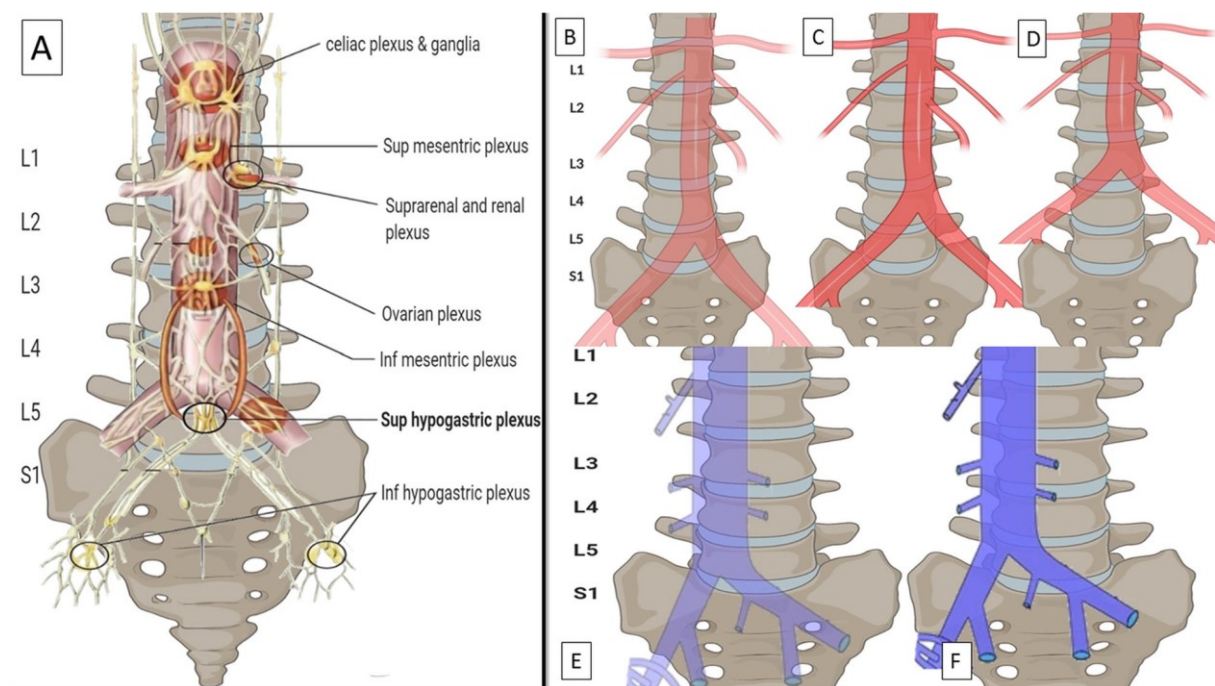 A
celiac plexus & ganglia
Sup mesentric plexus
Suprarenal and renal
plexus
Ovarian plexus
Inf mesentric plexus
Sup hypogastric plexus
Inf hypogastric plexus
L1
L2
L3
L4
L5
S1
B
C
D
L1
L2
L3
L4
L5
S1
L1
L2
L3
L4
L5
S1
E
F